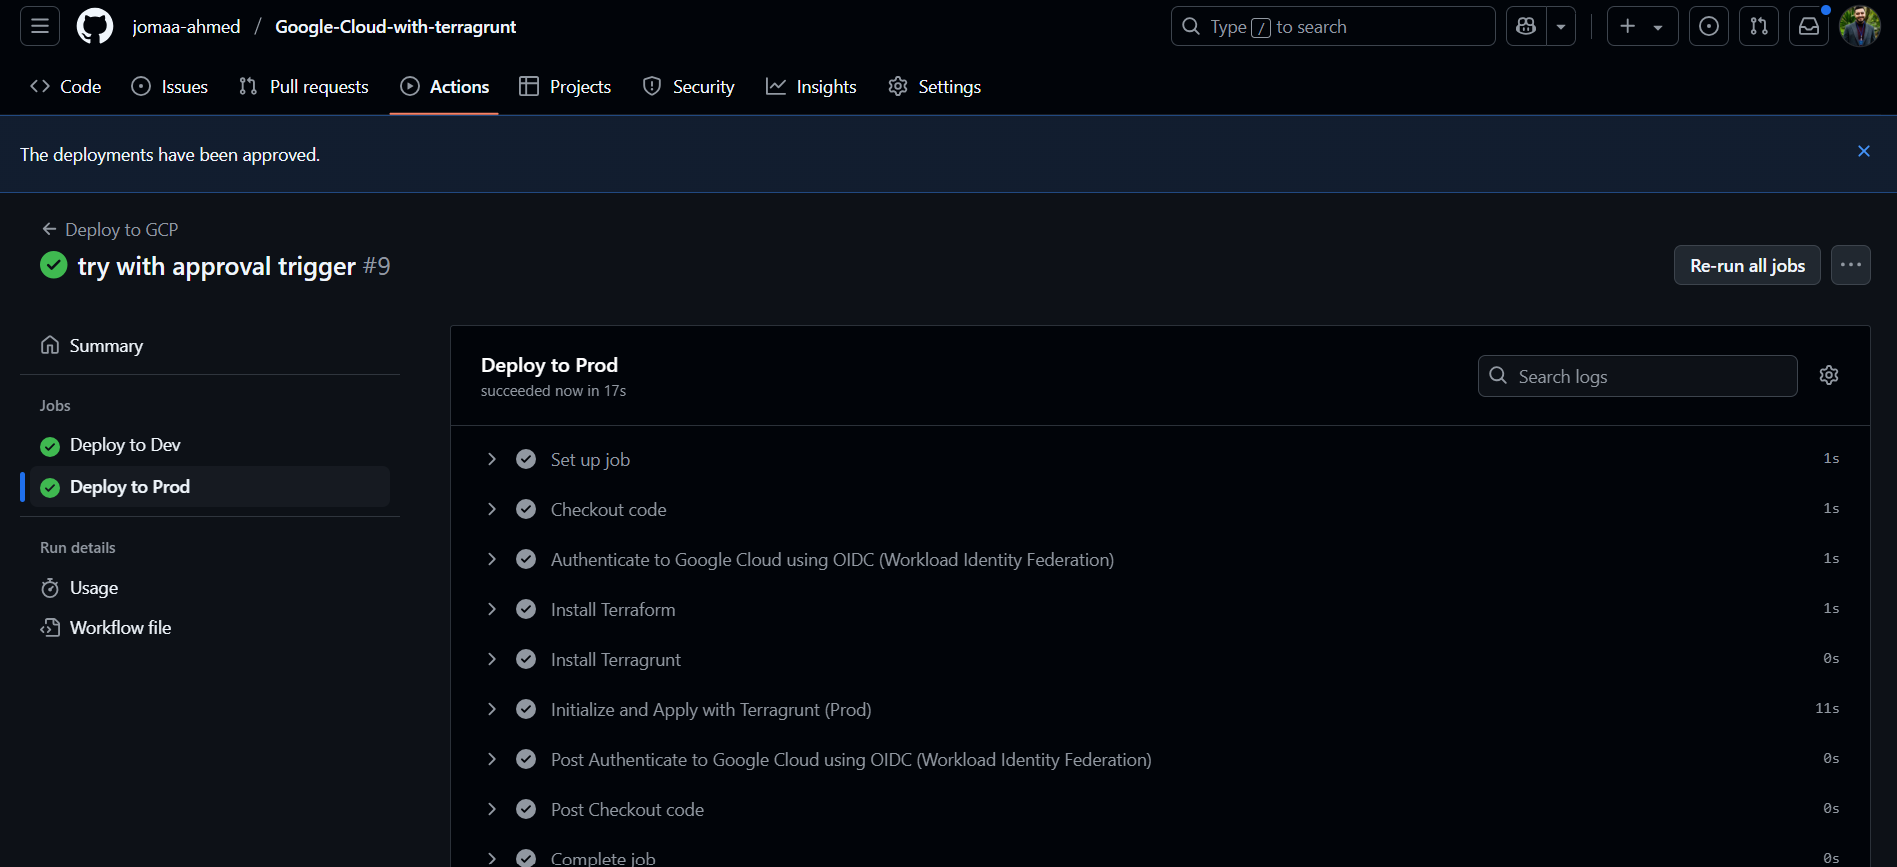 jomaa-ahmed / Google-Cloud-with-terragrunt
Type / to search
Code Issues Pull requests Actions Projects Security Insights Settings
The deployments have been approved.
Deploy to GCP
try with approval trigger #9
Re-run all jobs
Summary
Jobs
Deploy to Dev
Deploy to Prod
Run details
Usage
Workflow file
Deploy to Prod
succeeded now in 17s
Search logs
Set up job 1s
Checkout code 1s
Authenticate to Google Cloud using OIDC (Workload Identity Federation) 1s
Install Terraform 1s
Install Terragrunt 0s
Initialize and Apply with Terragrunt (Prod) 11s
Post Authenticate to Google Cloud using OIDC (Workload Identity Federation) 0s
Post Checkout code 0s
Complete job 0s